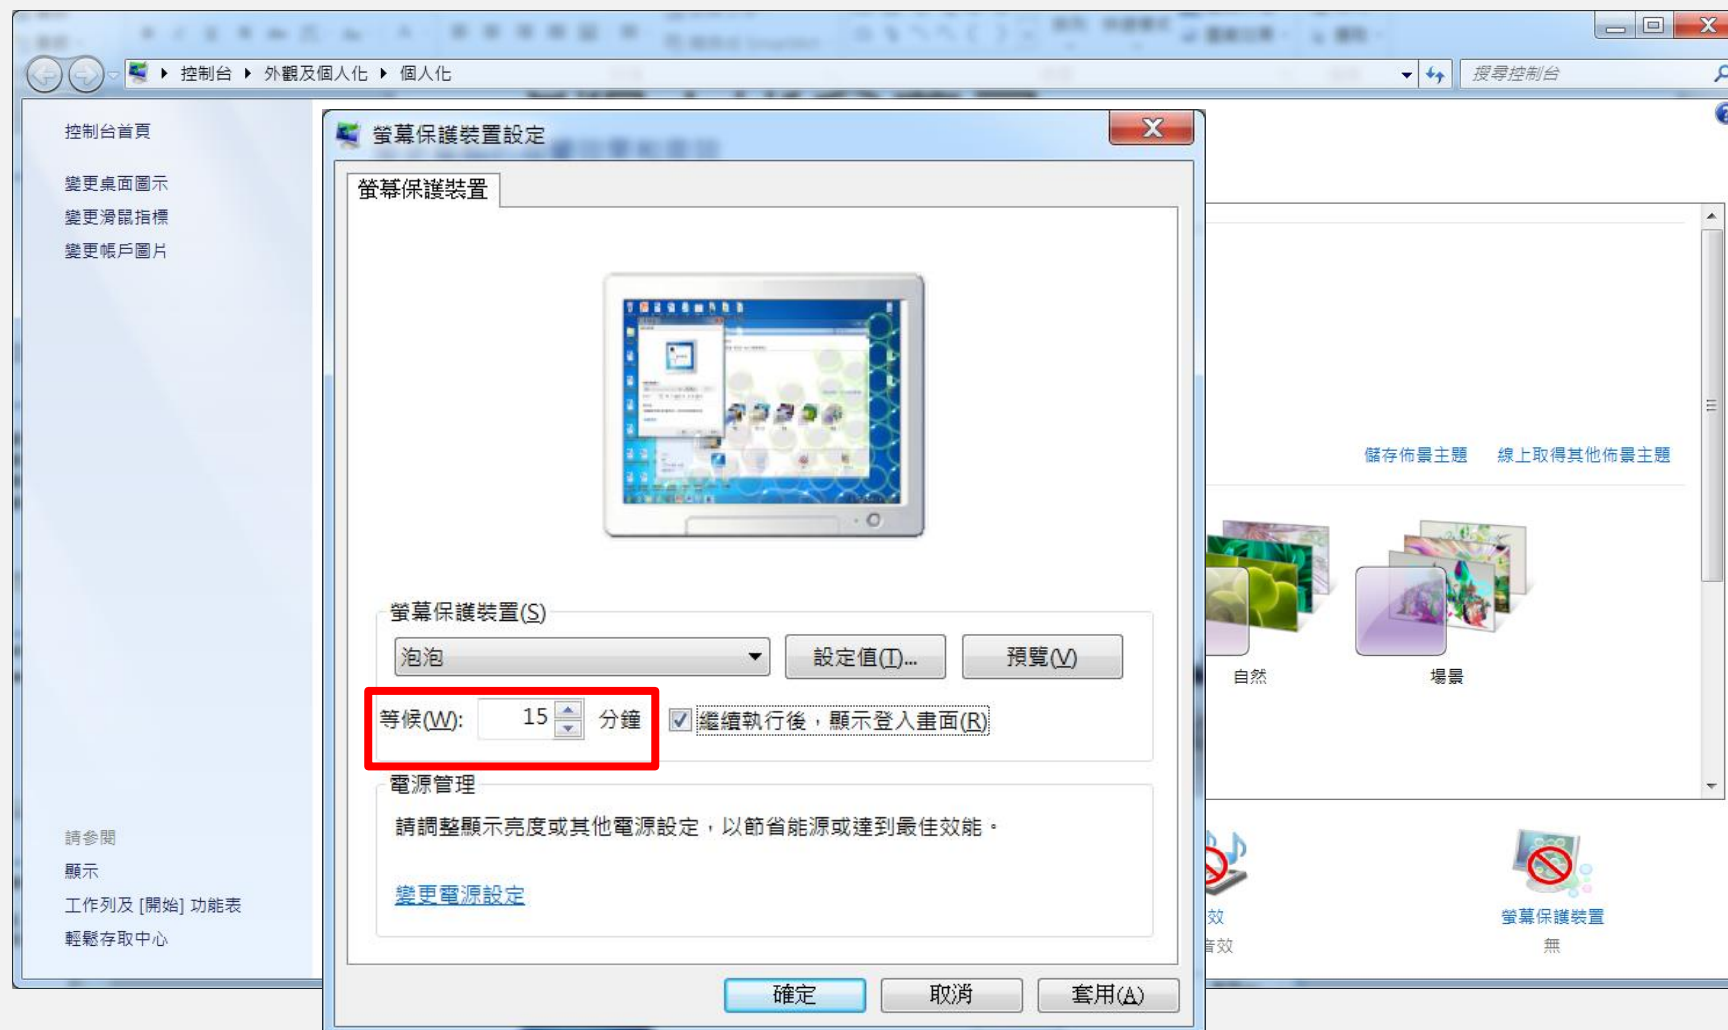 控制台 ▸ 外觀及個人化 ▸ 個人化
搜尋控制台
控制台首頁
變更桌面圖示
變更滑鼠指標
變更帳戶圖片
螢幕保護裝置設定
螢幕保護裝置
螢幕保護裝置(S)
泡泡
設定值(T)...
預覽(V)
等候(W): 15 分鐘
繼續執行後，顯示登入畫面(R)
電源管理
請調整顯示亮度或其他電源設定，以節省能源或達到最佳效能。
變更電源設定
確定
取消
套用(A)
儲存佈景主題
線上取得其他佈景主題
自然
場景
效
音效
螢幕保護裝置
無
請參閱
顯示
工作列及 [開始] 功能表
輕鬆存取中心